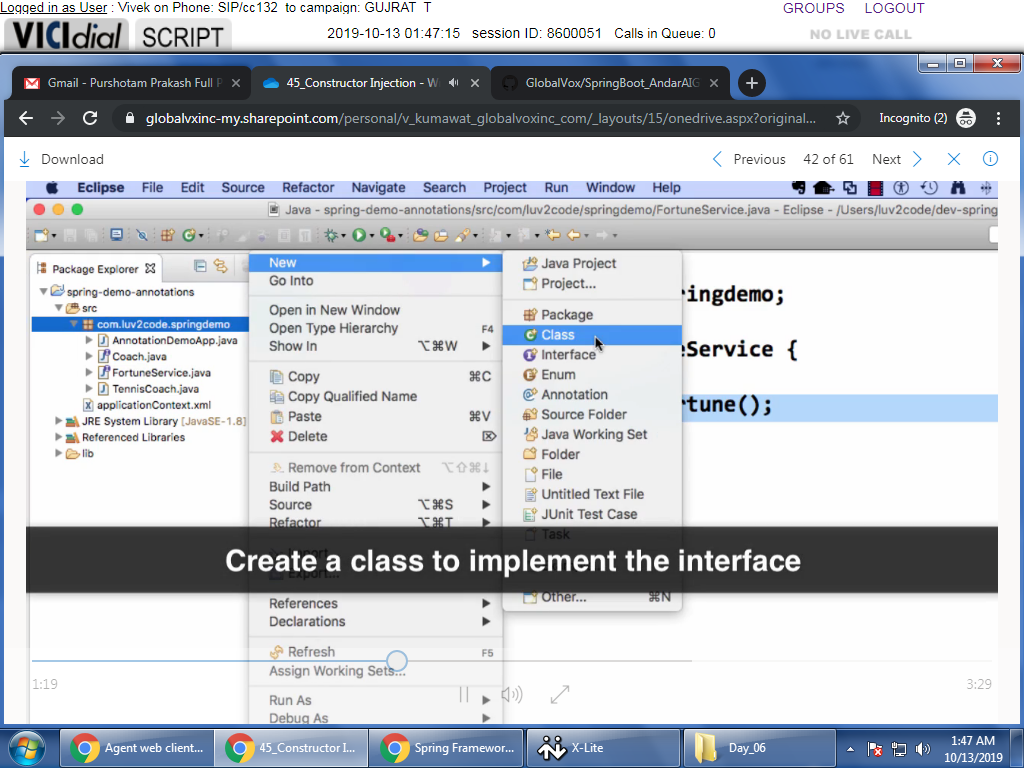 Logged in as User : Vivek on Phone: SIP/cc132 to campaign: GUJRAT_T
GROUPS LOGOUT
VICIdial SCRIPT 2019-10-13 01:47:15 session ID: 8600051 Calls in Queue: 0 NO LIVE CALL
Gmail - Purshotam Prakash Full P 45_Constructor Injection - W GlobalVox/SpringBoot_AndarAIG
globalvxinc-my.sharepoint.com/personal/v_kumawat_globalvoxinc_com/_layouts/15/onedrive.aspx?original... Incognito (2)
Download Previous 42 of 61 Next
Eclipse File Edit Source Refactor Navigate Search Project Run Window Help
Java - spring-demo-annotations/src/com/luv2code/springdemo/FortuneService.java - Eclipse - /Users/luv2code/dev-spring
Package Explorer
spring-demo-annotations
src
com.luv2code.springdemo
AnnotationDemoApp.java
Coach.java
FortuneService.java
TennisCoach.java
applicationContext.xml
JRE System Library [JavaSE-1.8]
Referenced Libraries
lib
New
Go Into
Open in New Window
Open Type Hierarchy F4
Show In ⌥⌘W
Copy ⌘C
Copy Qualified Name
Paste ⌘V
Delete ⌦
Remove from Context ⌥⇧⌘↓
Build Path
Source ⌥⌘S
Refactor ⌥⌘T
Import...
Export...
References
Declarations
Refresh F5
Assign Working Sets...
Run As
Debug As
Java Project
Project...
Package
Class
Interface
Enum
Annotation
Source Folder
Java Working Set
Folder
File
Untitled Text File
JUnit Test Case
Task
Other... ⌘N
ringdemo;
eService {
rtune();
Create a class to implement the interface
1:19 3:29
Agent web client... 45_Constructor I... Spring Framewor... X-Lite Day_06 1:47 AM
10/13/2019